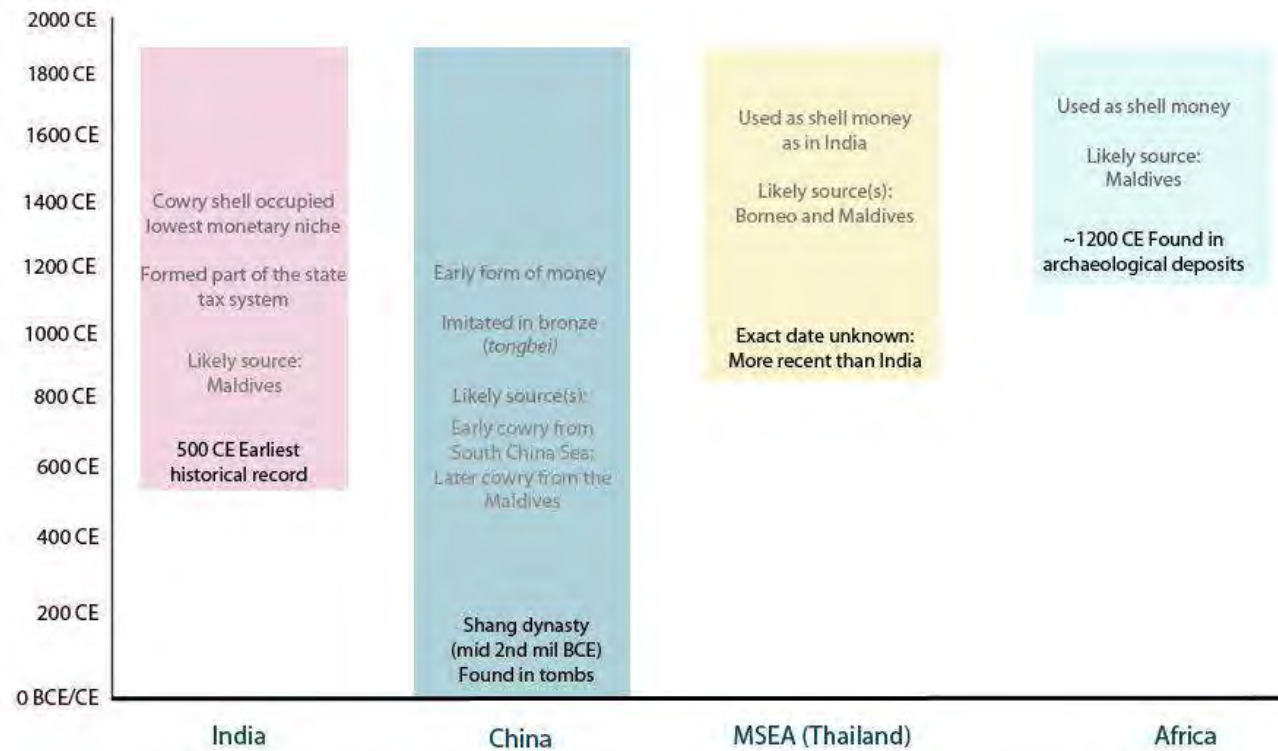 2000 CE
1800 CE
1600 CE
1400 CE
1200 CE
1000 CE
800 CE
600 CE
400 CE
200 CE
0 BCE/CE
Cowry shell occupied
lowest monetary niche
Formed part of the state
tax system
Likely source:
Maldives
500 CE Earliest
historical record
India
Early form of money
Imitated in bronze
(tongbei)
Likely source(s):
Early cowry from
South China Sea;
Later cowry from the
Maldives
Shang dynasty
(mid 2nd mil BCE)
Found in tombs
China
Used as shell money
as in India
Likely source(s):
Borneo and Maldives
Exact date unknown:
More recent than India
MSEA (Thailand)
Used as shell money
Likely source:
Maldives
~1200 CE Found in
archaeological deposits
Africa